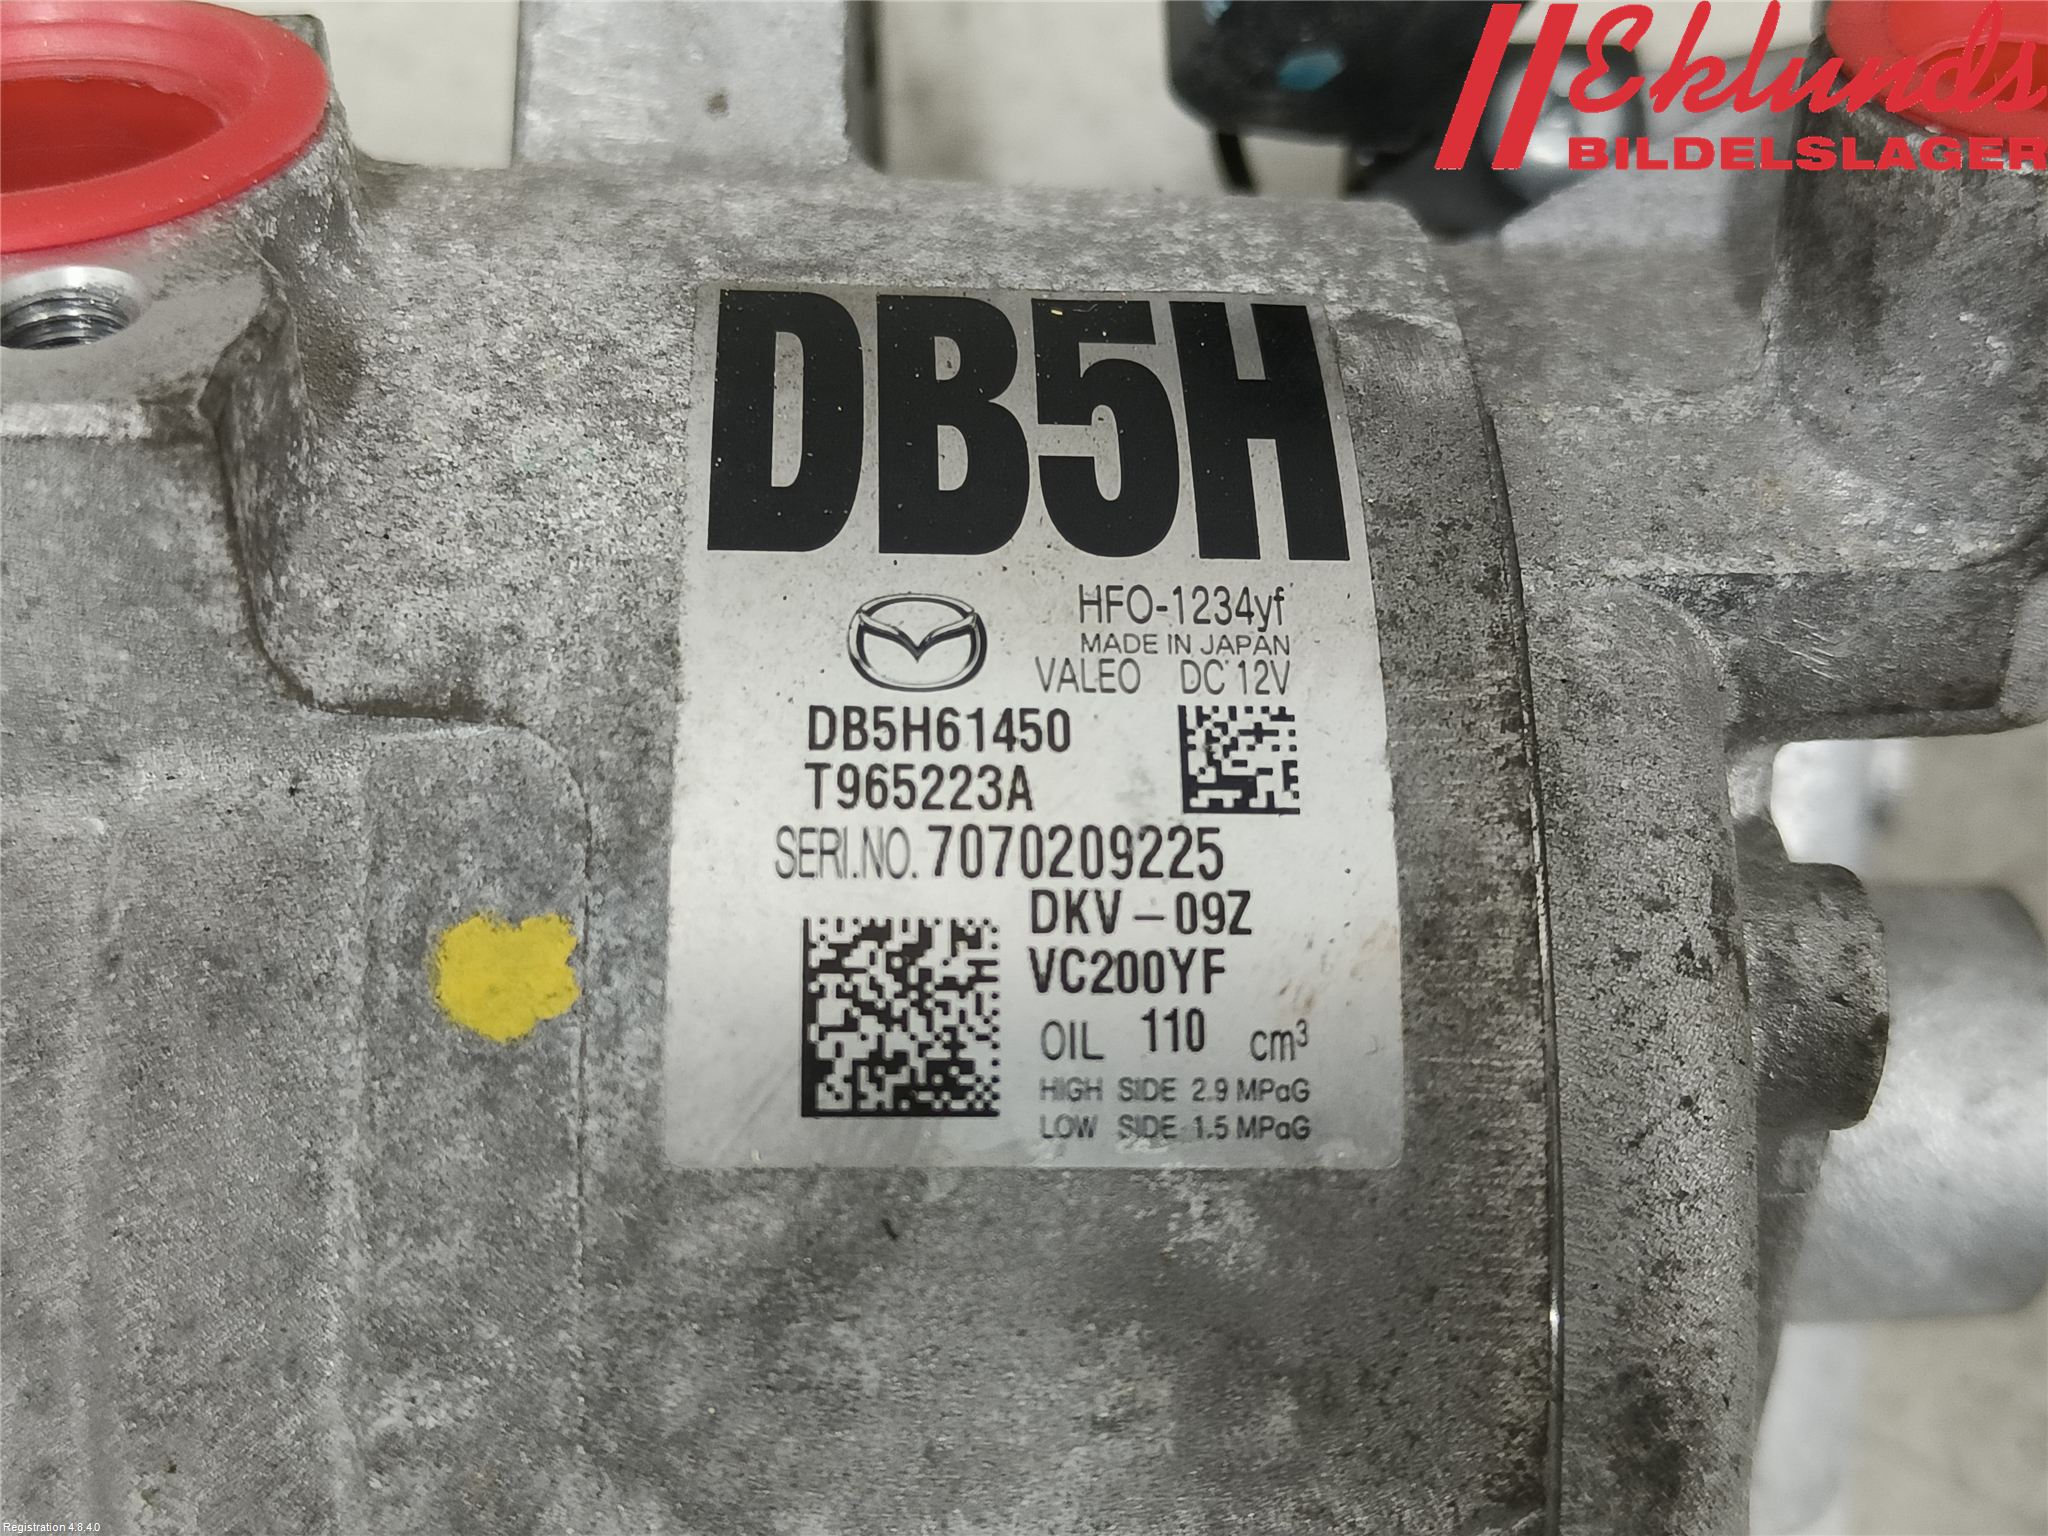 Eklunds
BILDELSLAGER
DB5H
HFO-1234yf
MADE IN JAPAN
VALEO DC 12V
DB5H61450
T965223A
SERI.NO. 7070209225
DKV-09Z
VC200YF
OIL 110 cm³
HIGH SIDE 2.9 MPaG
LOW SIDE 1.5 MPaG
Registration 4.8.4.0